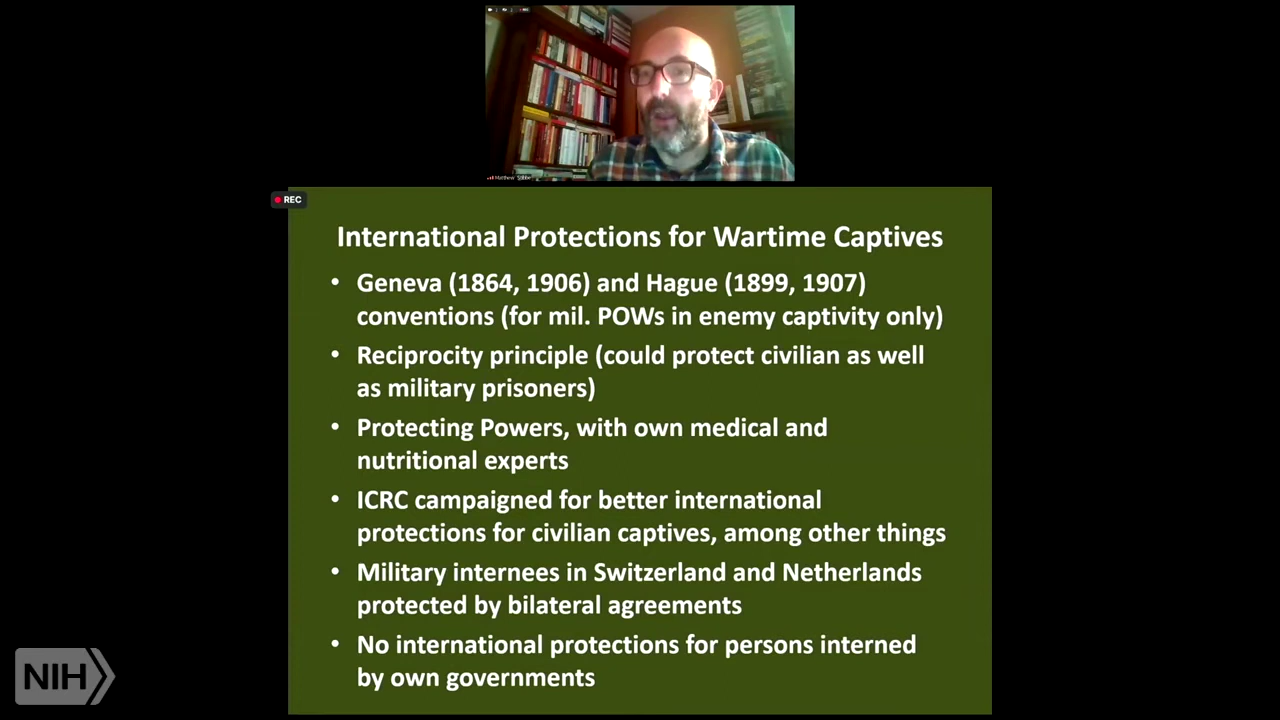 Matthew
REC
International Protections for Wartime Captives
• Geneva (1864, 1906) and Hague (1899, 1907)
conventions (for mil. POWs in enemy captivity only)
• Reciprocity principle (could protect civilian as well
as military prisoners)
• Protecting Powers, with own medical and
nutritional experts
• ICRC campaigned for better international
protections for civilian captives, among other things
• Military internees in Switzerland and Netherlands
protected by bilateral agreements
• No international protections for persons interned
by own governments
NIH